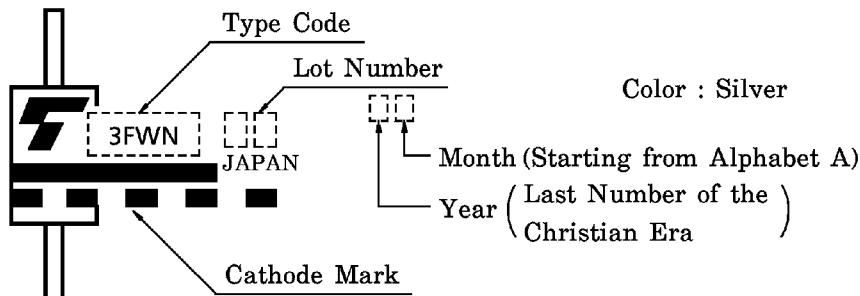 Type Code
Lot Number
Color : Silver
3FWN
JAPAN
Month (Starting from Alphabet A)
Year (Last Number of the
Christian Era)
Cathode Mark